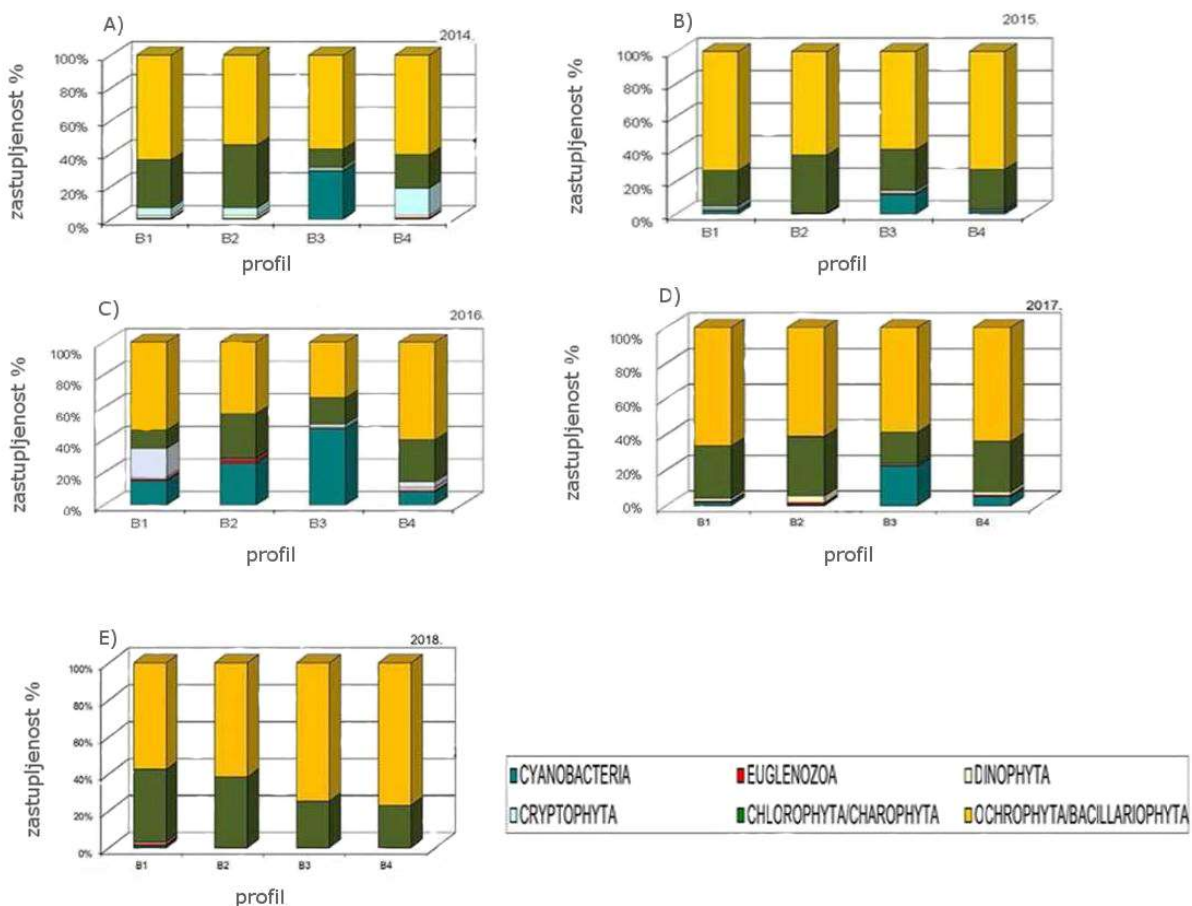 A)
2014.
zastupljenost %
100%
80%
60%
40%
20%
0%
B1 B2 B3 B4
profil
B)
2015.
zastupljenost %
100%
80%
60%
40%
20%
0%
B1 B2 B3 B4
profil
C)
2016.
zastupljenost %
100%
80%
60%
40%
20%
0%
B1 B2 B3 B4
profil
D)
2017.
zastupljenost %
100%
80%
60%
40%
20%
0%
B1 B2 B3 B4
profil
E)
2018.
zastupljenost %
100%
80%
60%
40%
20%
0%
B1 B2 B3 B4
profil
CYANOBACTERIA EUGLENOZOA DINOPHYTA
CRYPTOPHYTA CHLOROPHYTA/CHAROPHYTA OCHROPHYTA/BACILLARIOPHYTA